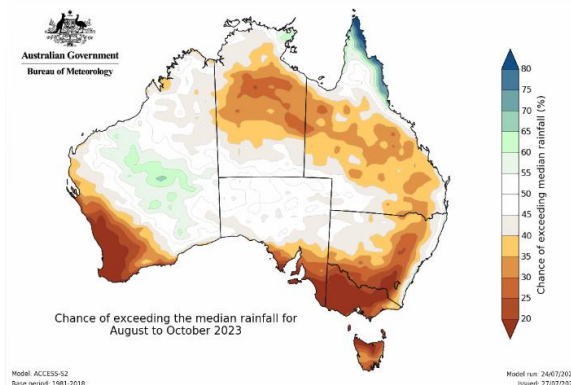 Australian Government
Bureau of Meteorology
80
75
70
65
60
55
50
45
40
35
30
25
20
Chance of exceeding median rainfall (%)
Chance of exceeding the median rainfall for
August to October 2023
Model: ACCESS-S2
Base period: 1981-2018
Model run: 24/07/202
Issued: 27/07/202